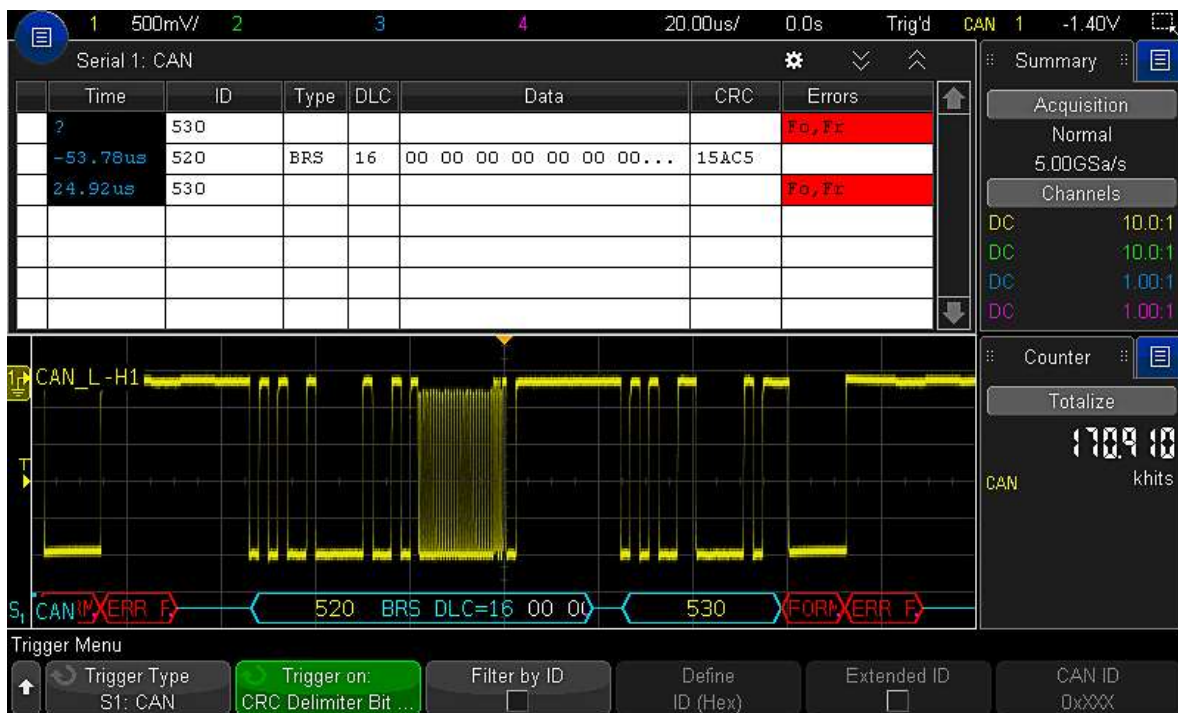 1 500mV/ 2 3 4 20.00us/ 0.0s Trig'd CAN 1 -1.40V
Serial 1: CAN
Time ID Type DLC Data CRC Errors
? 530 Fo,Fr
-53.78us 520 BRS 16 00 00 00 00 00 00 00... 15AC5
24.92us 530 Fo,Fr
Summary
Acquisition
Normal
5.00GSa/s
Channels
DC 10.0:1
DC 10.0:1
DC 1.00:1
DC 1.00:1
Counter
Totalize
170.910
CAN khits
CAN_L-H1
T
S1 CAN ERR F 520 BRS DLC=16 00 00 530 FORM ERR F
Trigger Menu
Trigger Type
S1: CAN
Trigger on:
CRC Delimiter Bit ...
Filter by ID
Define
ID (Hex)
Extended ID
CAN ID
0xXXX